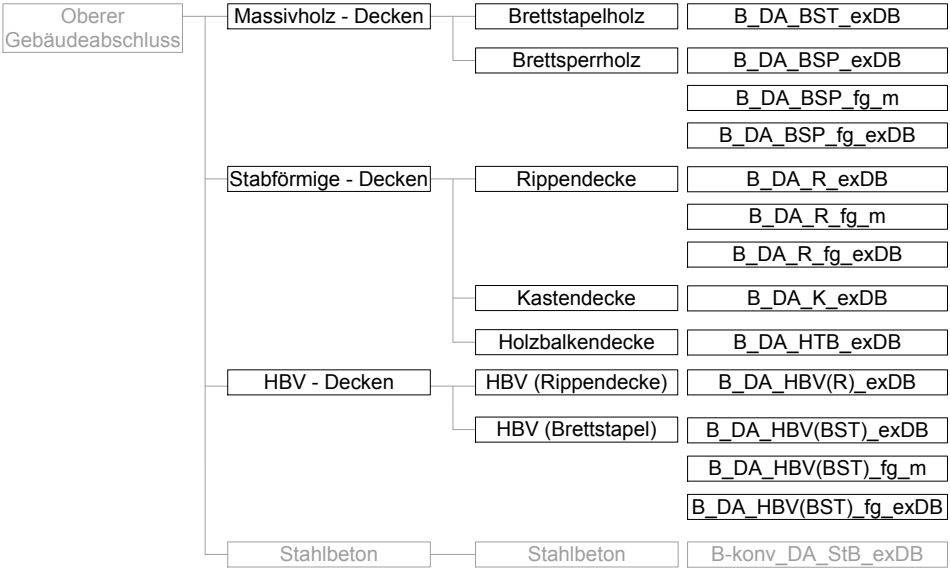 Oberer
Gebäudeabschluss
Massivholz - Decken
Brettstapelholz
B_DA_BST_exDB
Brettsperrholz
B_DA_BSP_exDB
B_DA_BSP_fg_m
B_DA_BSP_fg_exDB
Stabförmige - Decken
Rippendecke
B_DA_R_exDB
B_DA_R_fg_m
B_DA_R_fg_exDB
Kastendecke
B_DA_K_exDB
Holzbalkendecke
B_DA_HTB_exDB
HBV - Decken
HBV (Rippendecke)
B_DA_HBV(R)_exDB
HBV (Brettstapel)
B_DA_HBV(BST)_exDB
B_DA_HBV(BST)_fg_m
B_DA_HBV(BST)_fg_exDB
Stahlbeton
Stahlbeton
B-konv_DA_StB_exDB